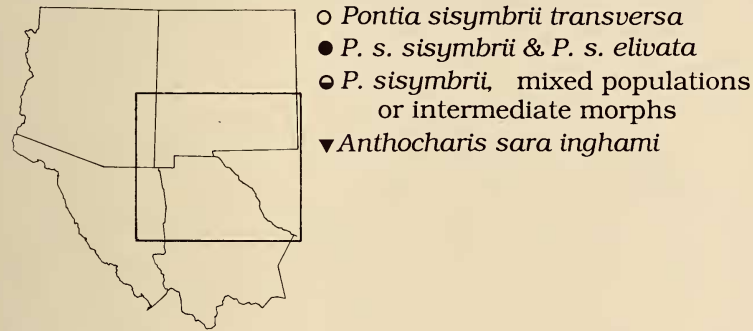 ○ Pontia sisymbrii transversa
● P. s. sisymbrii & P. s. elivata
◒ P. sisymbrii, mixed populations
or intermediate morphs
▼ Anthocharis sara inghami